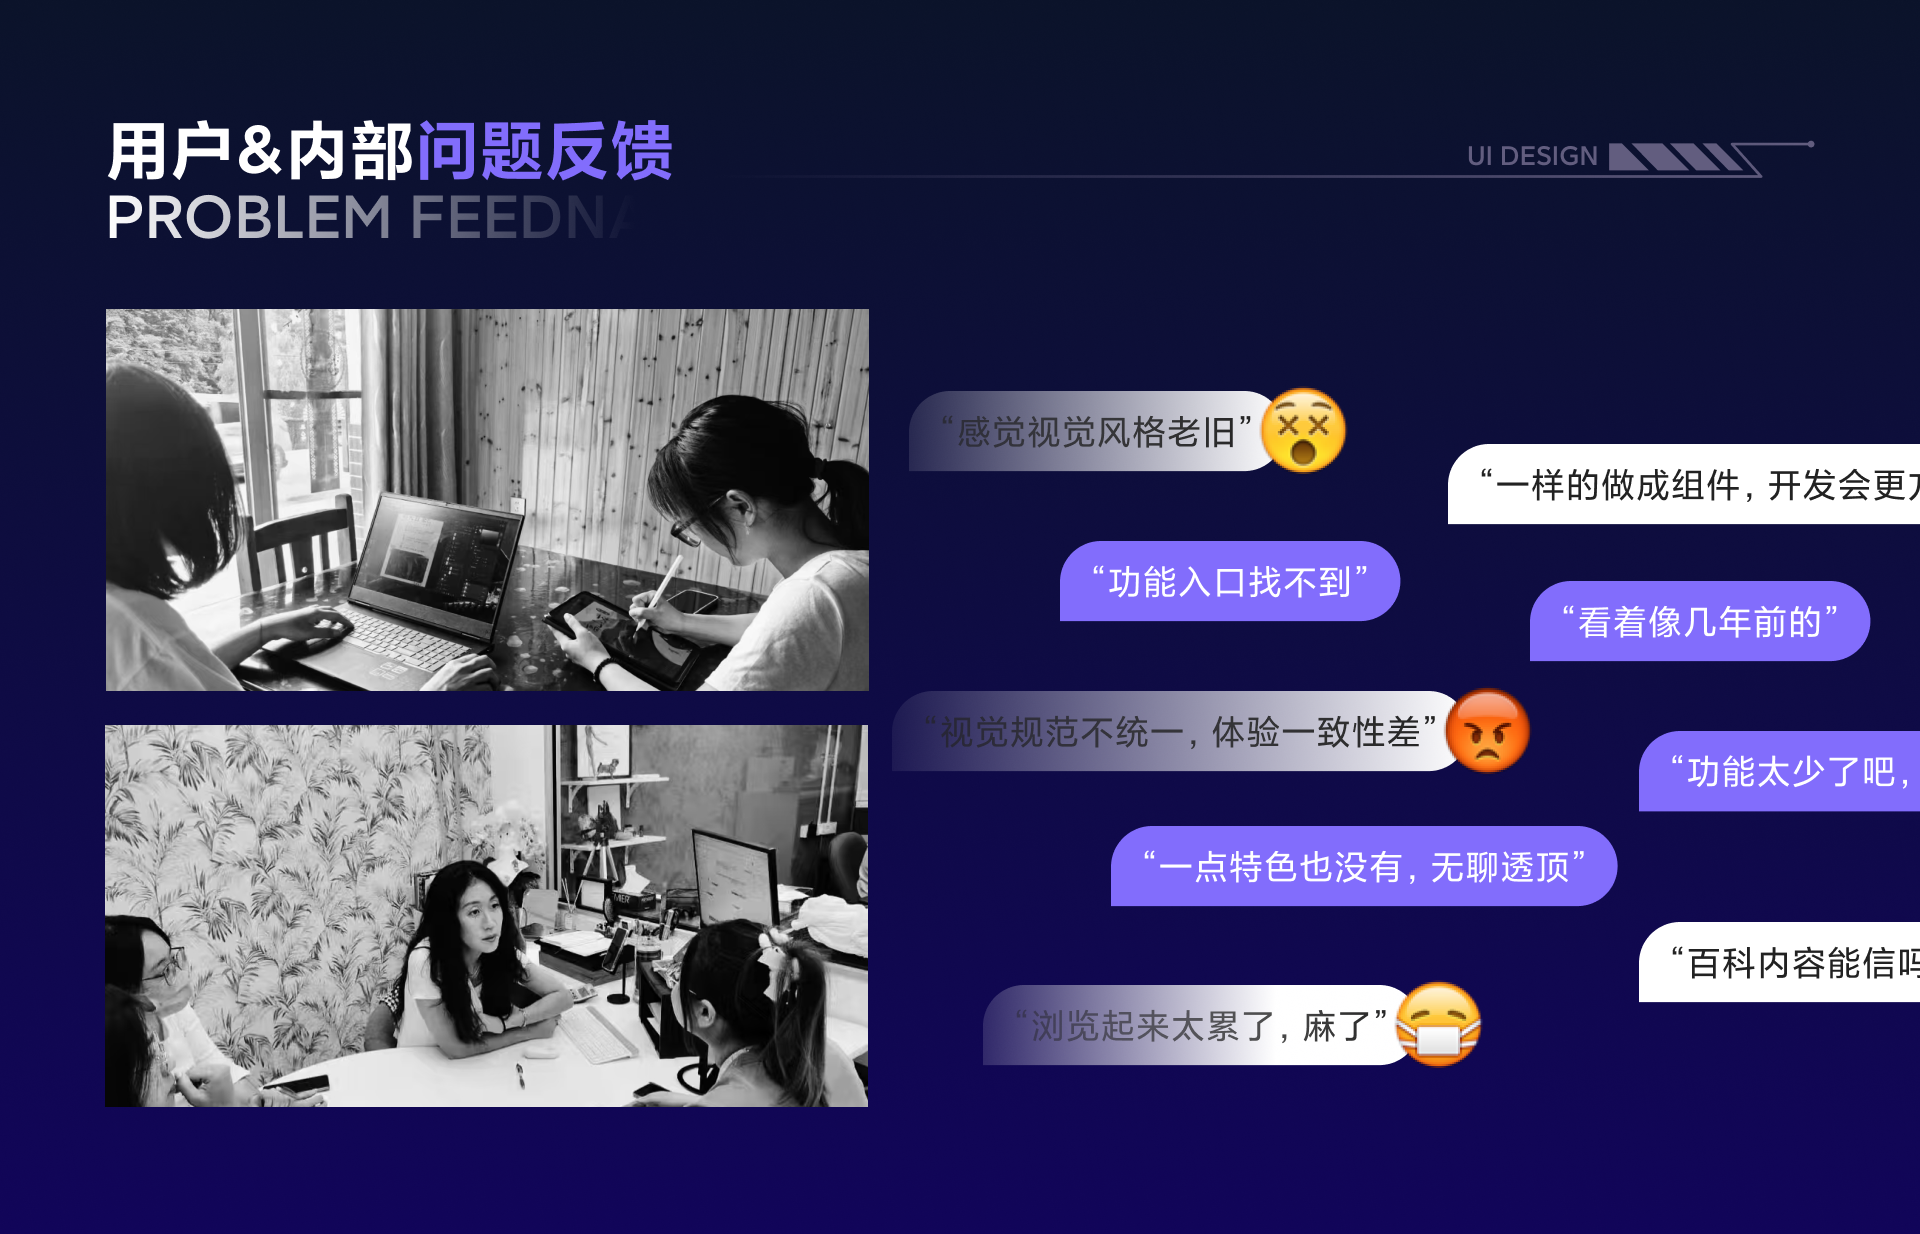 用户&内部问题反馈
PROBLEM FEEDNA
UI DESIGN
“感觉视觉风格老旧”
“一样的做成组件, 开发会更方
“功能入口找不到”
“看着像几年前的”
“视觉规范不统一, 体验一致性差”
“功能太少了吧,
“一点特色也没有, 无聊透顶”
“百科内容能信吗
“浏览起来太累了, 麻了”